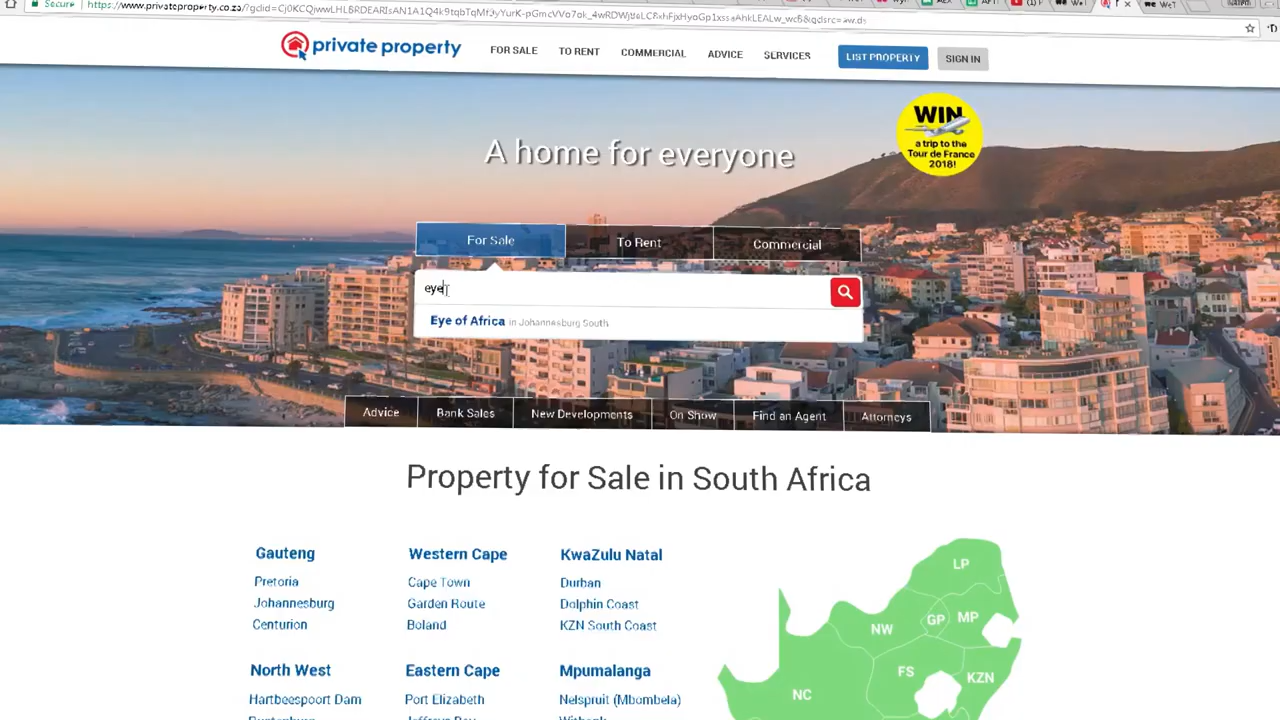 Secure
private property
FOR SALE
TO RENT
COMMERCIAL
ADVICE
SERVICES
LIST PROPERTY
SIGN IN
WIN
a trip to the
Tour de France
2018!
A home for everyone
For Sale
To Rent
Commercial
eye
Eye of Africa in Johannesburg South
Advice
Bank Sales
New Developments
On Show
Find an Agent
Attorneys
Property for Sale in South Africa
Gauteng
Pretoria
Johannesburg
Centurion
Western Cape
Cape Town
Garden Route
Boland
KwaZulu Natal
Durban
Dolphin Coast
KZN South Coast
North West
Hartbeespoort Dam
Eastern Cape
Port Elizabeth
Mpumalanga
Nelspruit (Mbombela)
LP
NW
GP
MP
FS
KZN
NC